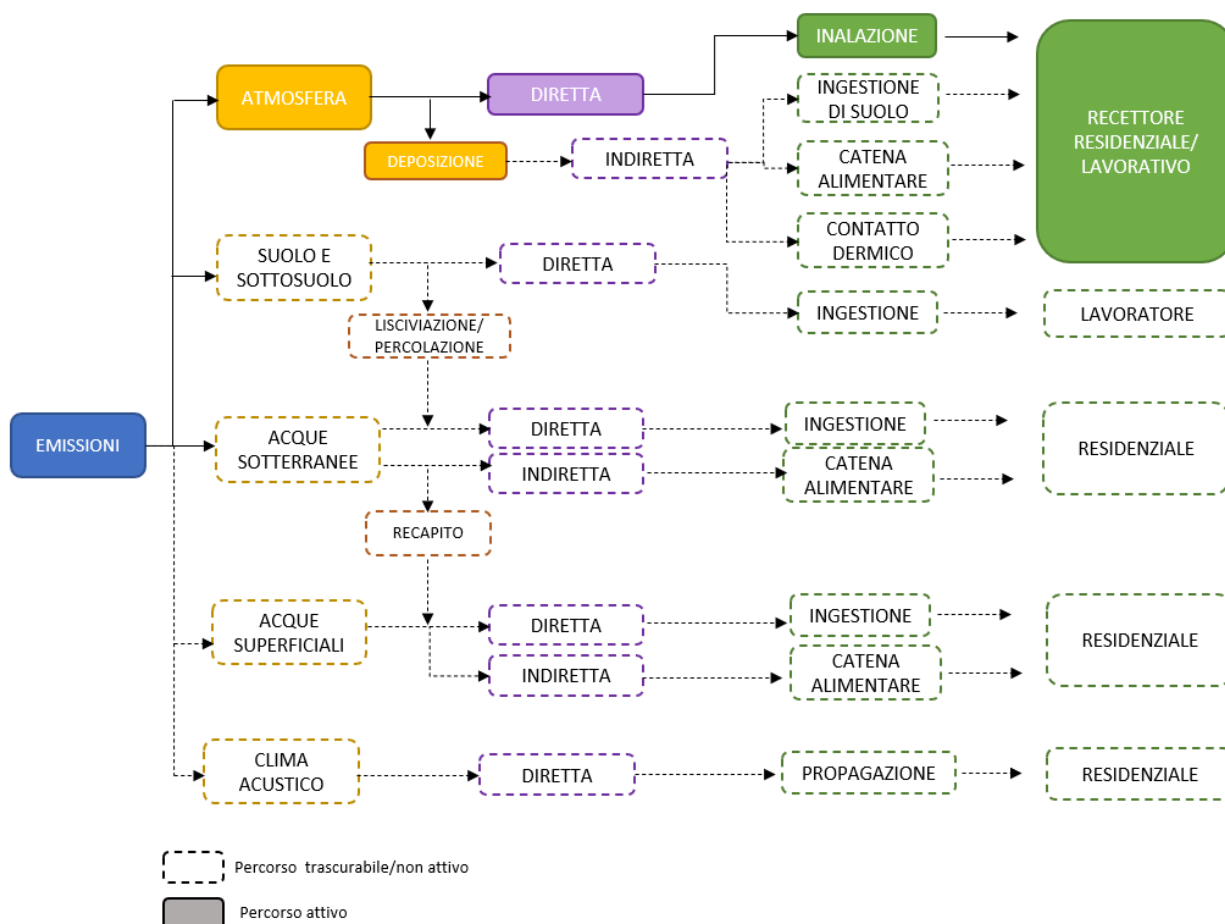 INALAZIONE
ATMOSFERA
DIRETTA
INGESTIONE
DI SUOLO
RECETTORE
RESIDENZIALE/
LAVORATIVO
DEPOSIZIONE
INDIRETTA
CATENA
ALIMENTARE
CONTATTO
DERMICO
SUOLO E
SOTTOSUOLO
DIRETTA
INGESTIONE
LAVORATORE
LISCIVIAZIONE/
PERCOLAZIONE
EMISSIONI
ACQUE
SOTTERRANEE
DIRETTA
INGESTIONE
RESIDENZIALE
INDIRETTA
CATENA
ALIMENTARE
RECAPITO
ACQUE
SUPERFICIALI
DIRETTA
INGESTIONE
RESIDENZIALE
INDIRETTA
CATENA
ALIMENTARE
CLIMA
ACUSTICO
DIRETTA
PROPAGAZIONE
RESIDENZIALE
Percorso trascurabile/non attivo
Percorso attivo